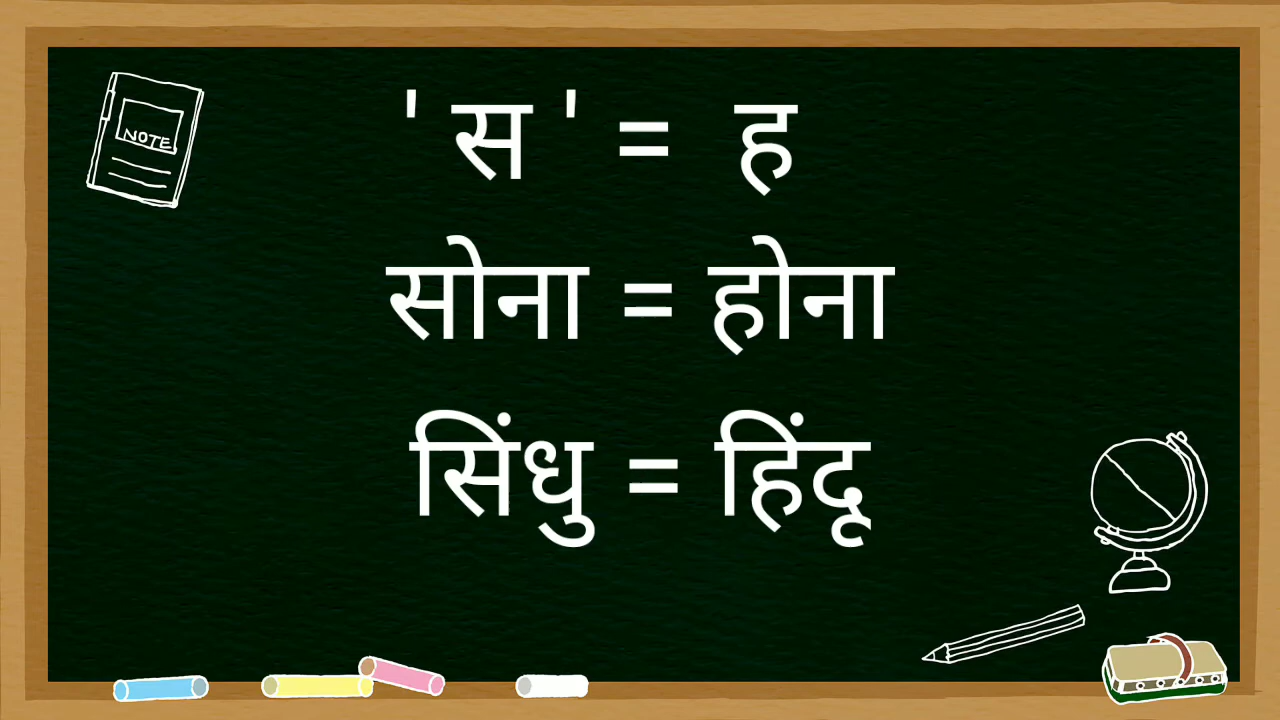 NOTE
' स ' = ह
सोना = होना
सिंधु = हिंदू